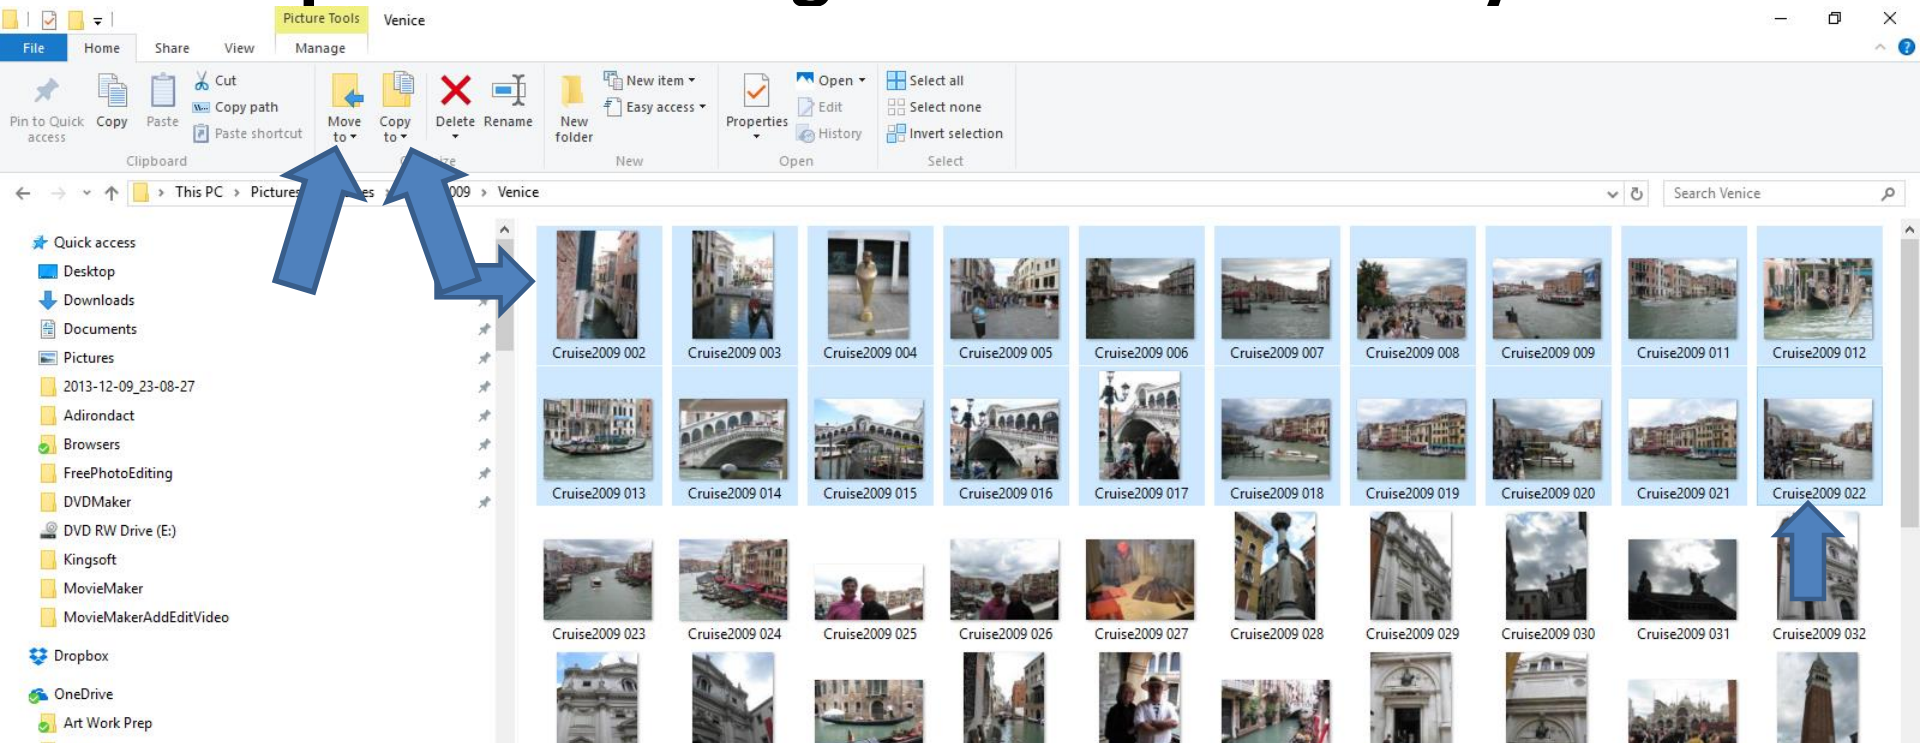 Picture Tools Venice
File Home Share View Manage
Pin to Quick access
Copy
Paste
Cut
Copy path
Paste shortcut
Clipboard
Move to
Copy to
Delete
Rename
New folder
New item
Easy access
New
Properties
Open
Edit
History
Open
Select all
Select none
Invert selection
Select
This PC > Pictures 009 > Venice
Search Venice
Quick access
Desktop
Downloads
Documents
Pictures
2013-12-09_23-08-27
Adirondact
Browsers
FreePhotoEditing
DVDMaker
DVD RW Drive (E:)
Kingsoft
MovieMaker
MovieMakerAddEditVideo
Dropbox
OneDrive
Art Work Prep
Cruise2009 002 Cruise2009 003 Cruise2009 004 Cruise2009 005 Cruise2009 006 Cruise2009 007 Cruise2009 008 Cruise2009 009 Cruise2009 011 Cruise2009 012
Cruise2009 013 Cruise2009 014 Cruise2009 015 Cruise2009 016 Cruise2009 017 Cruise2009 018 Cruise2009 019 Cruise2009 020 Cruise2009 021 Cruise2009 022
Cruise2009 023 Cruise2009 024 Cruise2009 025 Cruise2009 026 Cruise2009 027 Cruise2009 028 Cruise2009 029 Cruise2009 030 Cruise2009 031 Cruise2009 032